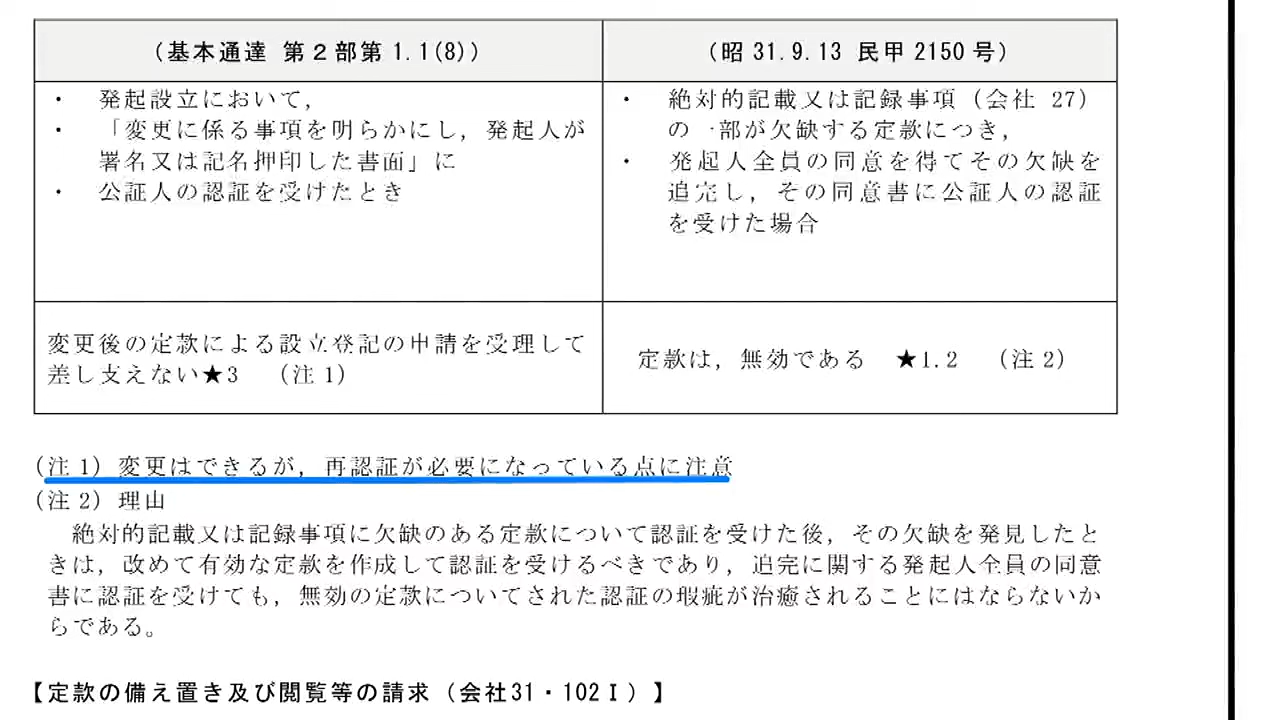 （基本通達 第２部第 1.1(8)）
（昭 31.9.13 民甲 2150 号）
・ 発起設立において，
・ 「変更に係る事項を明らかにし，発起人が
署名又は記名押印した書面」に
・ 公証人の認証を受けたとき
・ 絶対的記載又は記録事項（会社 27）
の一部が欠缺する定款につき，
・ 発起人全員の同意を得てその欠缺を
追完し，その同意書に公証人の認証
を受けた場合
変更後の定款による設立登記の申請を受理して
差し支えない★3 （注 1）
定款は，無効である ★1.2 （注 2）
（注 1）変更はできるが，再認証が必要になっている点に注意
（注 2）理由
絶対的記載又は記録事項に欠缺のある定款について認証を受けた後，その欠缺を発見したと
きは，改めて有効な定款を作成して認証を受けるべきであり，追完に関する発起人全員の同意
書に認証を受けても，無効の定款についてされた認証の瑕疵が治癒されることにはならないか
らである。
【定款の備え置き及び閲覧等の請求（会社31・102Ⅰ）】